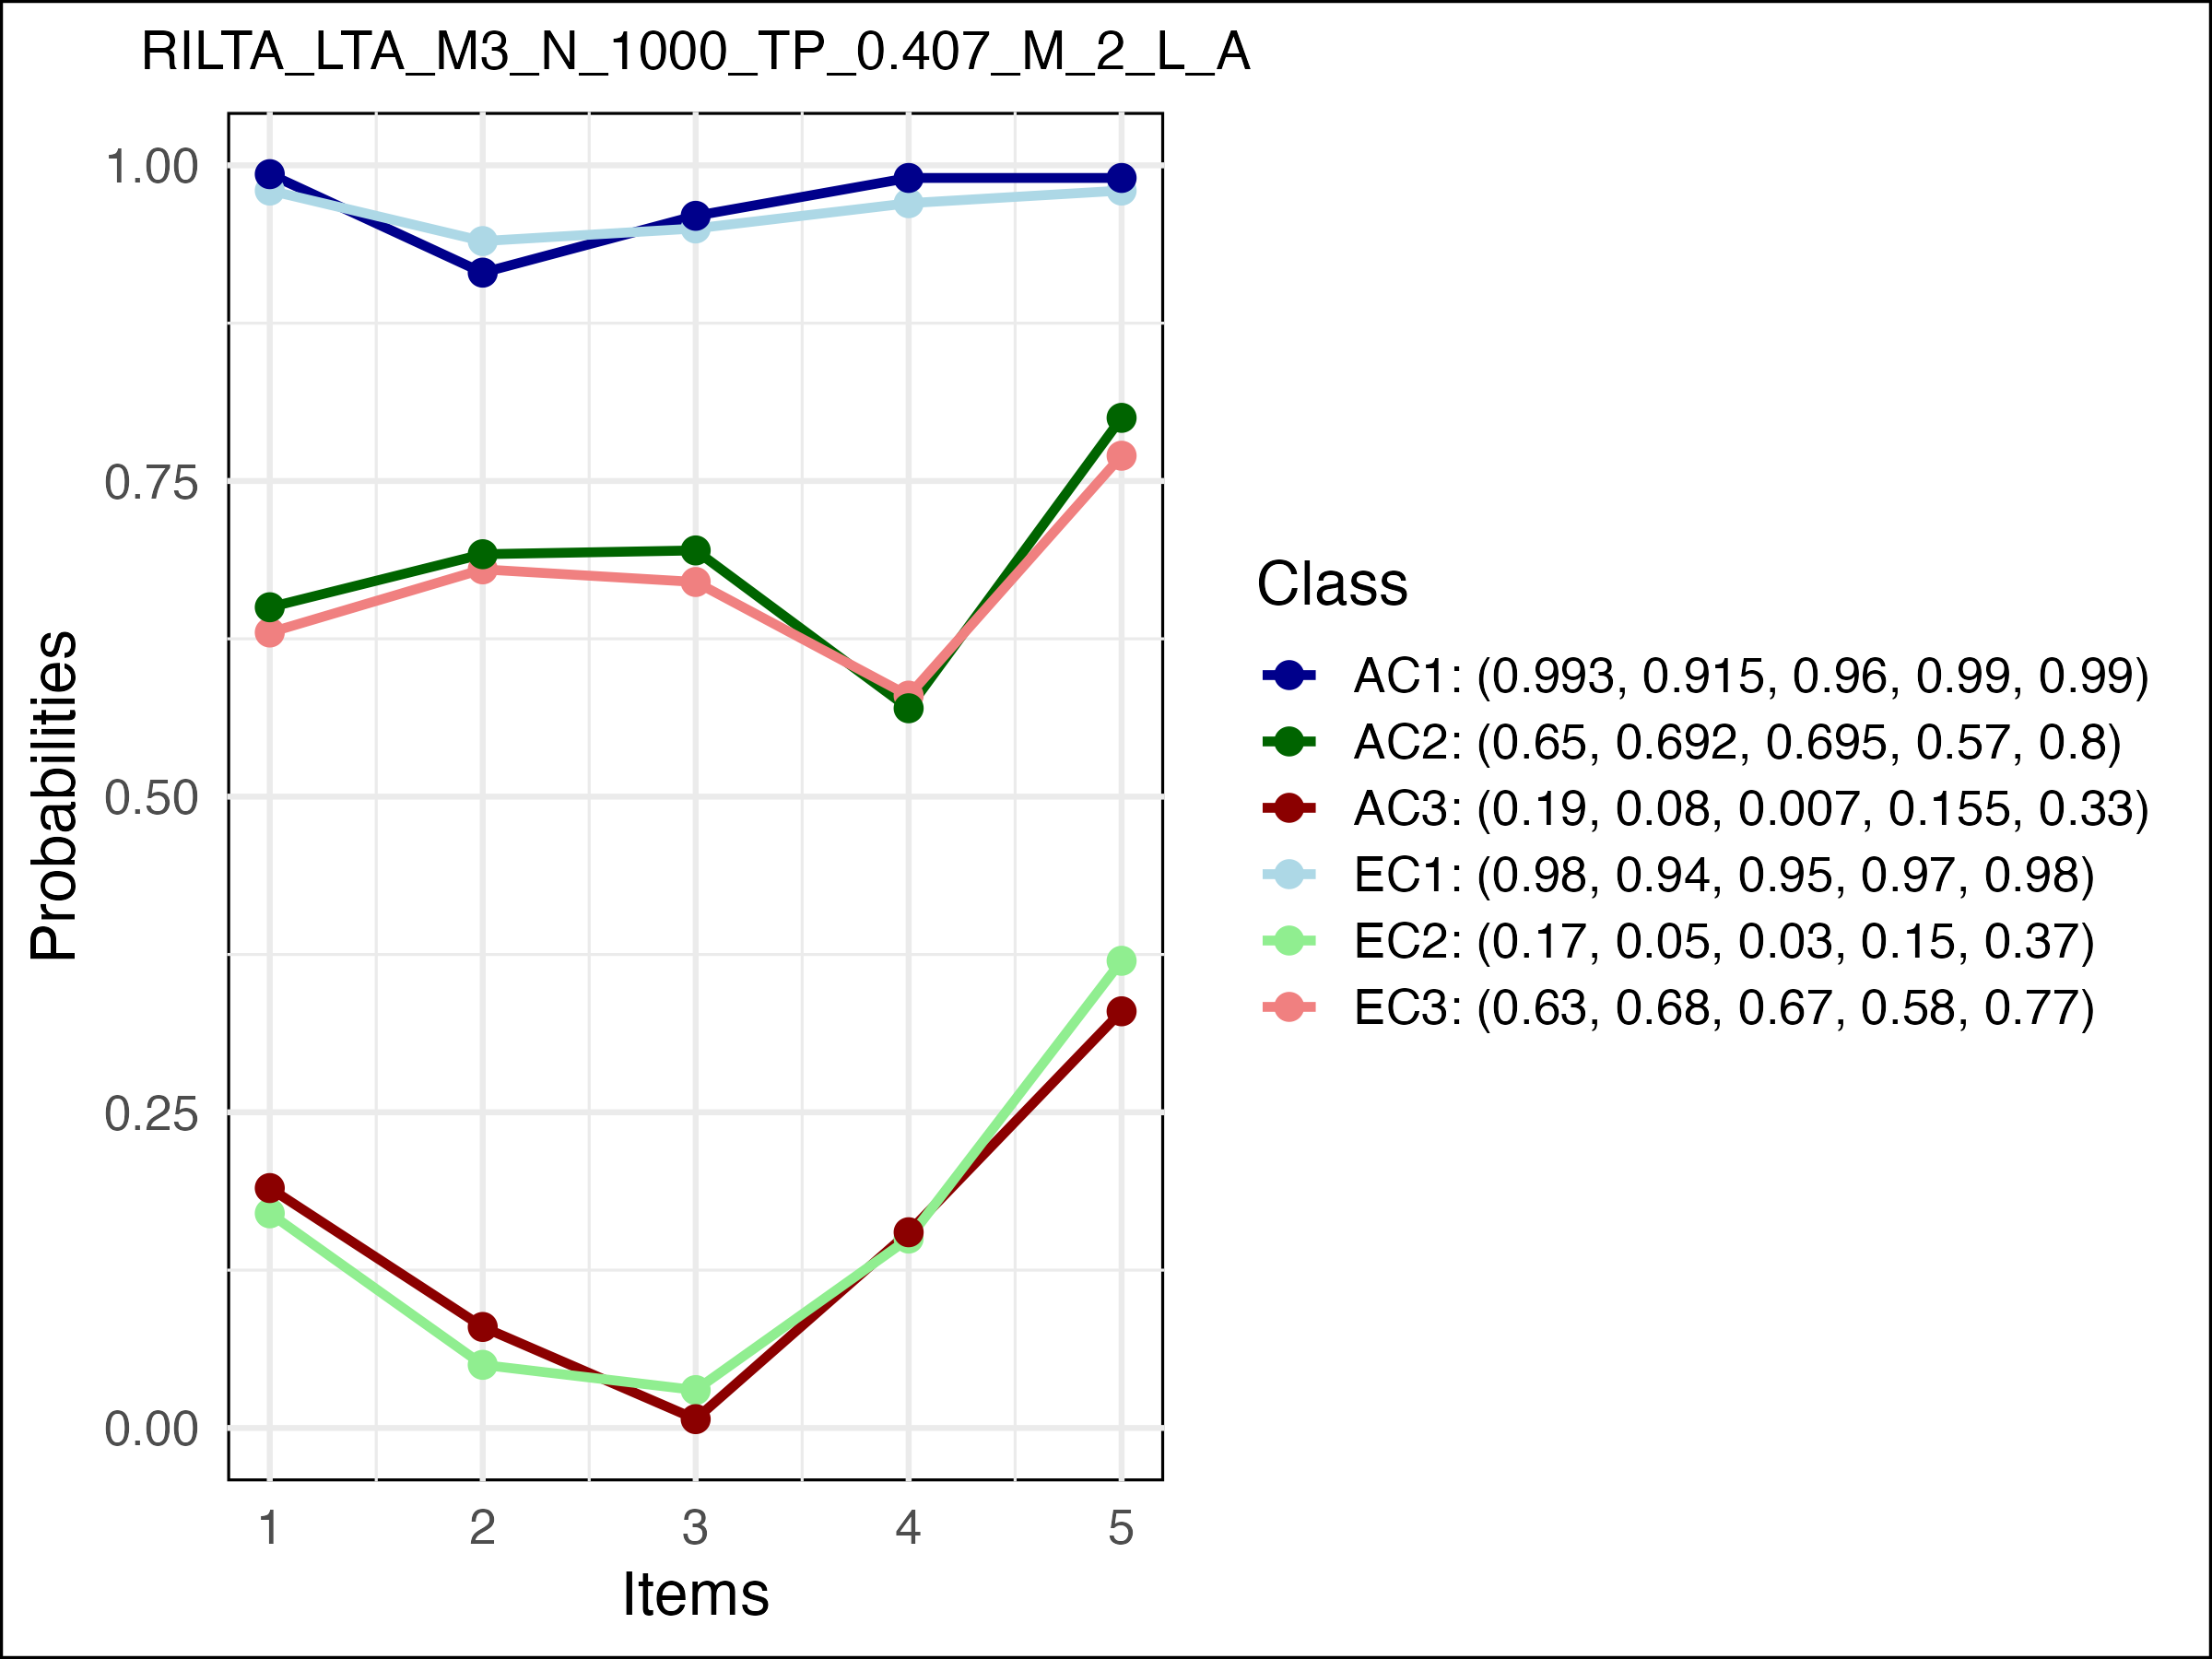 RILTA_LTA_M3_N_1000_TP_0.407_M_2_L_A
Probabilities
1.00
0.75
0.50
0.25
0.00
1 2 3 4 5
Items
Class
AC1: (0.993, 0.915, 0.96, 0.99, 0.99)
AC2: (0.65, 0.692, 0.695, 0.57, 0.8)
AC3: (0.19, 0.08, 0.007, 0.155, 0.33)
EC1: (0.98, 0.94, 0.95, 0.97, 0.98)
EC2: (0.17, 0.05, 0.03, 0.15, 0.37)
EC3: (0.63, 0.68, 0.67, 0.58, 0.77)